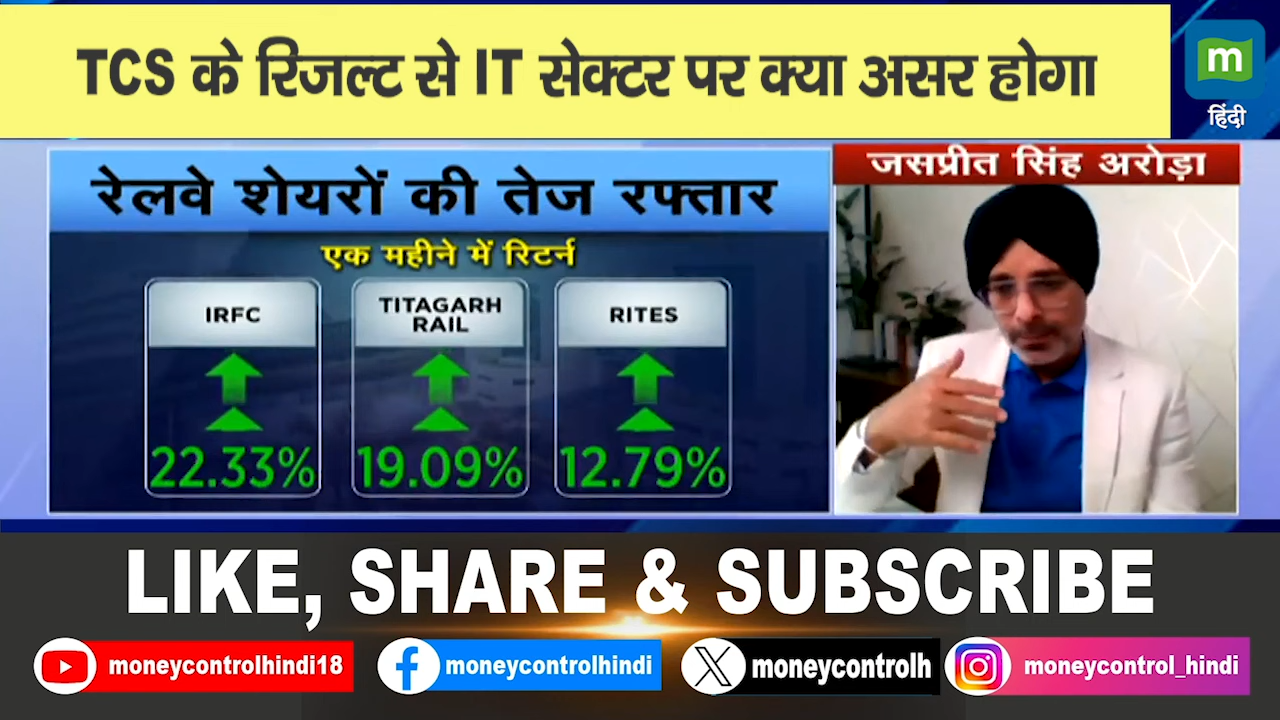 TCS के रिजल्ट से IT सेक्टर पर क्या असर होगा
m
हिंदी
रेलवे शेयरों की तेज रफ्तार
जसप्रीत सिंह अरोड़ा
एक महीने में रिटर्न
IRFC
TITAGARH
RAIL
RITES
22.33%
19.09%
12.79%
LIKE, SHARE & SUBSCRIBE
moneycontrolhindi18
moneycontrolhindi
moneycontrolh
moneycontrol_hindi